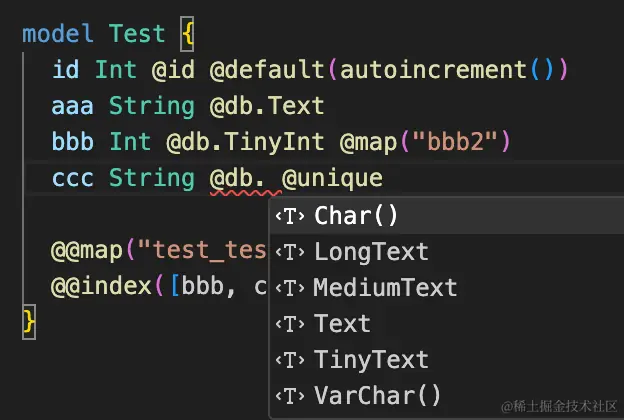 model Test {
id Int @id @default(autoincrement())
aaa String @db.Text
bbb Int @db.TinyInt @map("bbb2")
ccc String @db. @unique
Char()
@@map("test_tes
LongText
@@index([bbb, c
MediumText
}
Text
TinyText
VarChar()
@稀土掘金技术社区